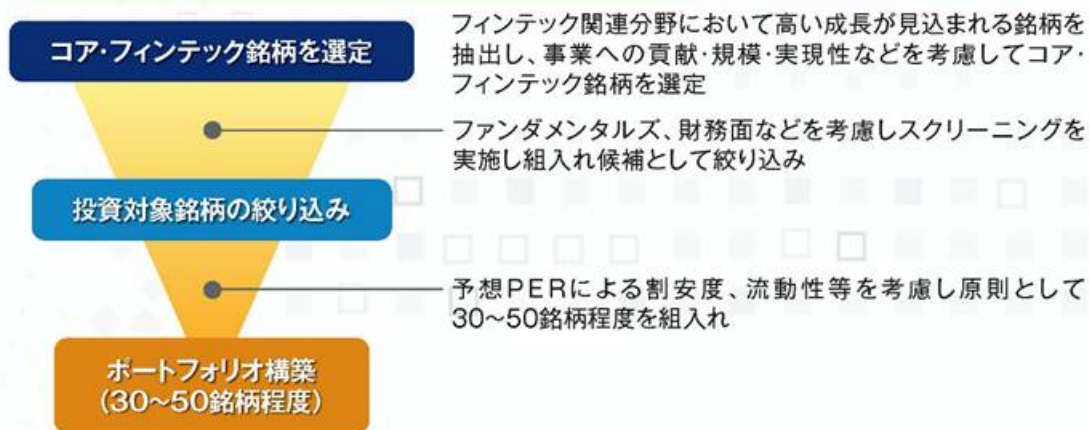 コア・フィンテック銘柄を選定
フィンテック関連分野において高い成長が見込まれる銘柄を
抽出し、事業への貢献・規模・実現性などを考慮してコア・
フィンテック銘柄を選定
ファンダメンタルズ、財務面などを考慮しスクリーニングを
実施し組入れ候補として絞り込み
投資対象銘柄の絞り込み
予想PERによる割安度、流動性等を考慮し原則として
30～50銘柄程度を組入れ
ポートフォリオ構築
（30～50銘柄程度）